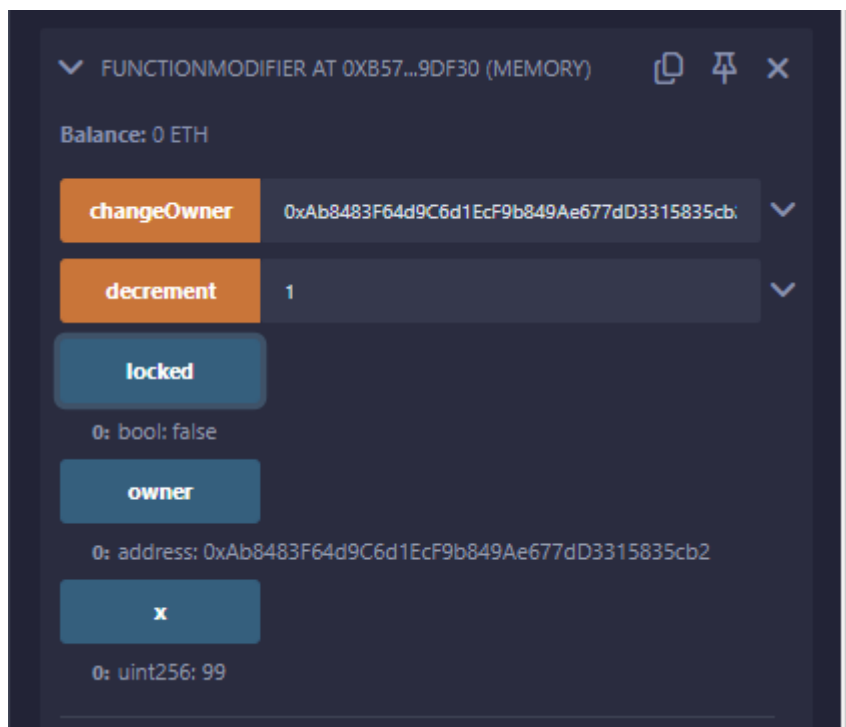 FUNCTIONMODIFIER AT 0XB57...9DF30 (MEMORY)
Balance: 0 ETH
changeOwner 0xAb8483F64d9C6d1EcF9b849Ae677dD3315835cb2
decrement 1
locked
0: bool: false
owner
0: address: 0xAb8483F64d9C6d1EcF9b849Ae677dD3315835cb2
x
0: uint256: 99